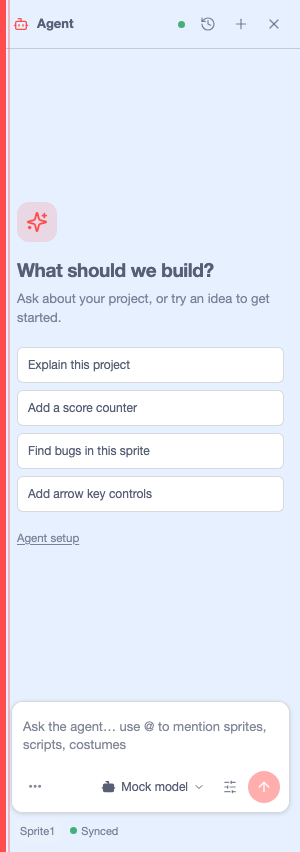 Agent
What should we build?
Ask about your project, or try an idea to get
started.
Explain this project
Add a score counter
Find bugs in this sprite
Add arrow key controls
Agent setup
Ask the agent… use @ to mention sprites,
scripts, costumes
Mock model
Sprite1 Synced